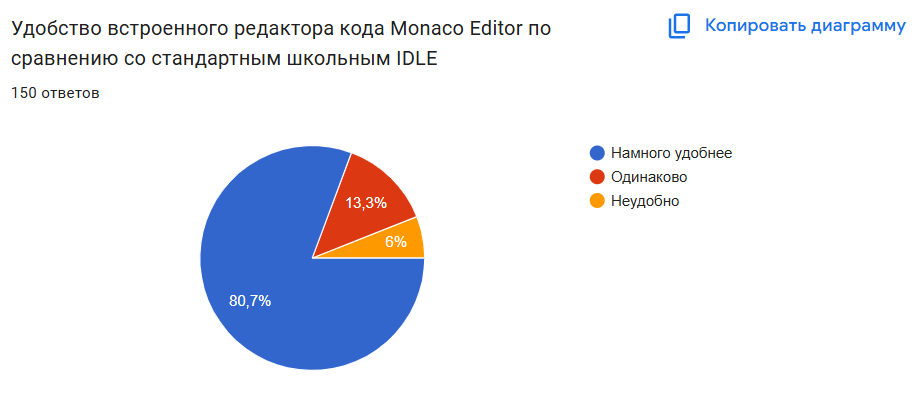 Удобство встроенного редактора кода Monaco Editor по
сравнению со стандартным школьным IDLE
Копировать диаграмму
150 ответов
Намного удобнее
Одинаково
Неудобно
13,3%
6%
80,7%